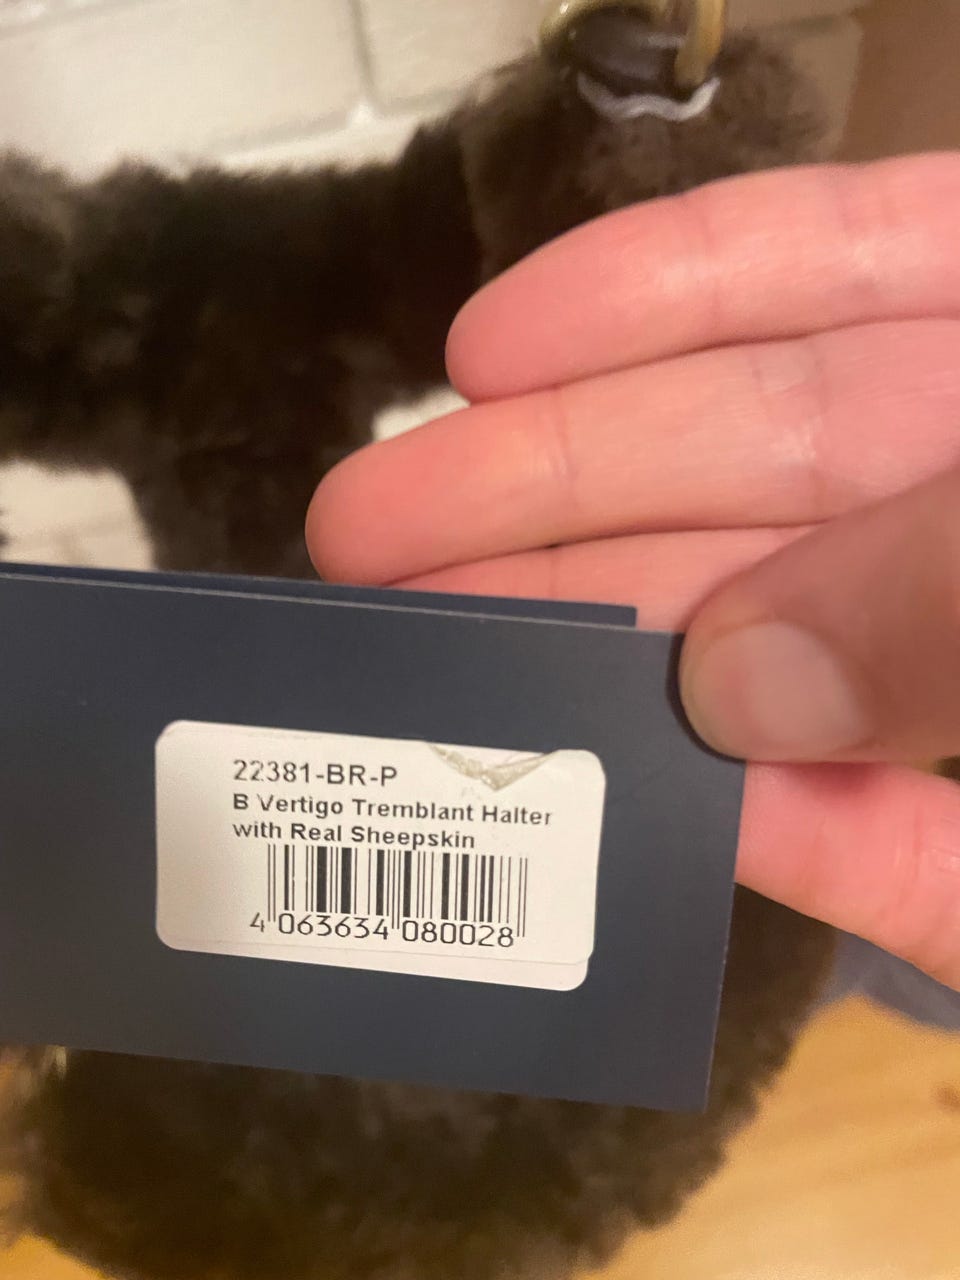 22381-BR-P
B Vertigo Tremblant Halter
with Real Sheepskin
4 063634 080028